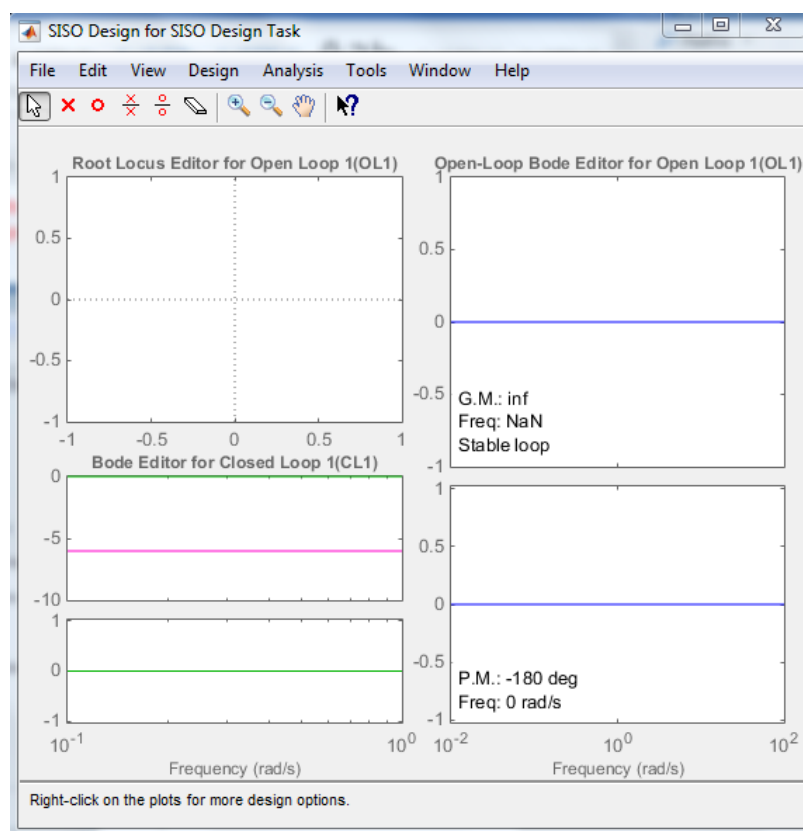 SISO Design for SISO Design Task
File Edit View Design Analysis Tools Window Help
Root Locus Editor for Open Loop 1(OL1)
1
0.5
0
-0.5
-1
-1 -0.5 0 0.5 1
Bode Editor for Closed Loop 1(CL1)
0
-5
-10
1
0
-1
10^-1 10^0
Frequency (rad/s)
Open-Loop Bode Editor for Open Loop 1(OL1)
1
0.5
0
-0.5
-1
G.M.: inf
Freq: NaN
Stable loop
1
0.5
0
-0.5
-1
P.M.: -180 deg
Freq: 0 rad/s
10^-2 10^0 10^2
Frequency (rad/s)
Right-click on the plots for more design options.